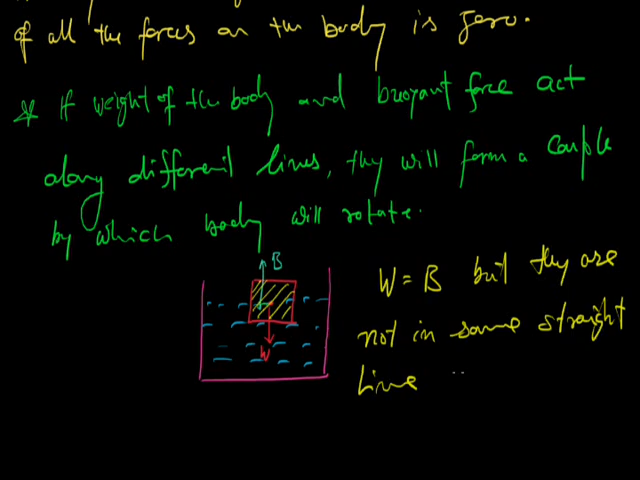 of all the forces on the body is zero.
* If weight of the body and buoyant force act
along different lines, they will form a couple
by which body will rotate.
B
W = B but they are
not in same straight
W
line